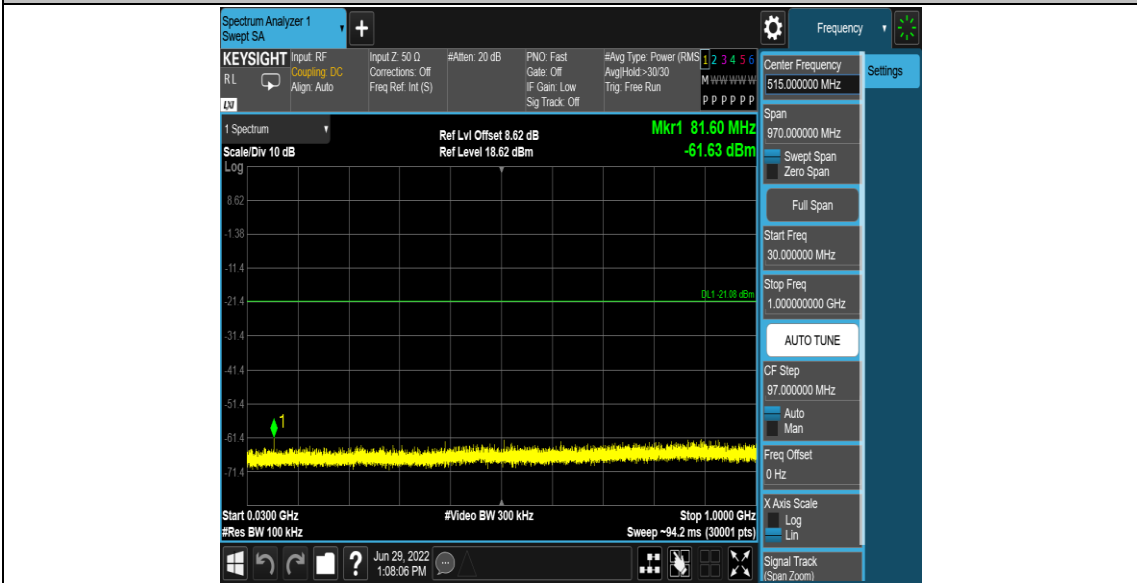 Spectrum Analyzer 1
Swept SA
+
Frequency
KEYSIGHT
R L
LXI
Input: RF
Coupling: DC
Align: Auto
Input Z: 50 Ω
Corrections: Off
Freq Ref: Int (S)
#Atten: 20 dB
PNO: Fast
Gate: Off
IF Gain: Low
Sig Track: Off
#Avg Type: Power (RMS
Avg|Hold:>30/30
Trig: Free Run
1 2 3 4 5 6
M W W W W W
P P P P P P
1 Spectrum
Scale/Div 10 dB
Log
Ref Lvl Offset 8.62 dB
Ref Level 18.62 dBm
Mkr1 81.60 MHz
-61.63 dBm
8.62
-1.38
-11.4
-21.4
DL1 -21.08 dBm
-31.4
-41.4
-51.4
1
-61.4
-71.4
Start 0.0300 GHz
#Res BW 100 kHz
#Video BW 300 kHz
Stop 1.0000 GHz
Sweep ~94.2 ms (30001 pts)
?
Jun 29, 2022
1:08:06 PM
Center Frequency
515.000000 MHz
Settings
Span
970.000000 MHz
Swept Span
Zero Span
Full Span
Start Freq
30.000000 MHz
Stop Freq
1.000000000 GHz
AUTO TUNE
CF Step
97.000000 MHz
Auto
Man
Freq Offset
0 Hz
X Axis Scale
Log
Lin
Signal Track
(Span Zoom)